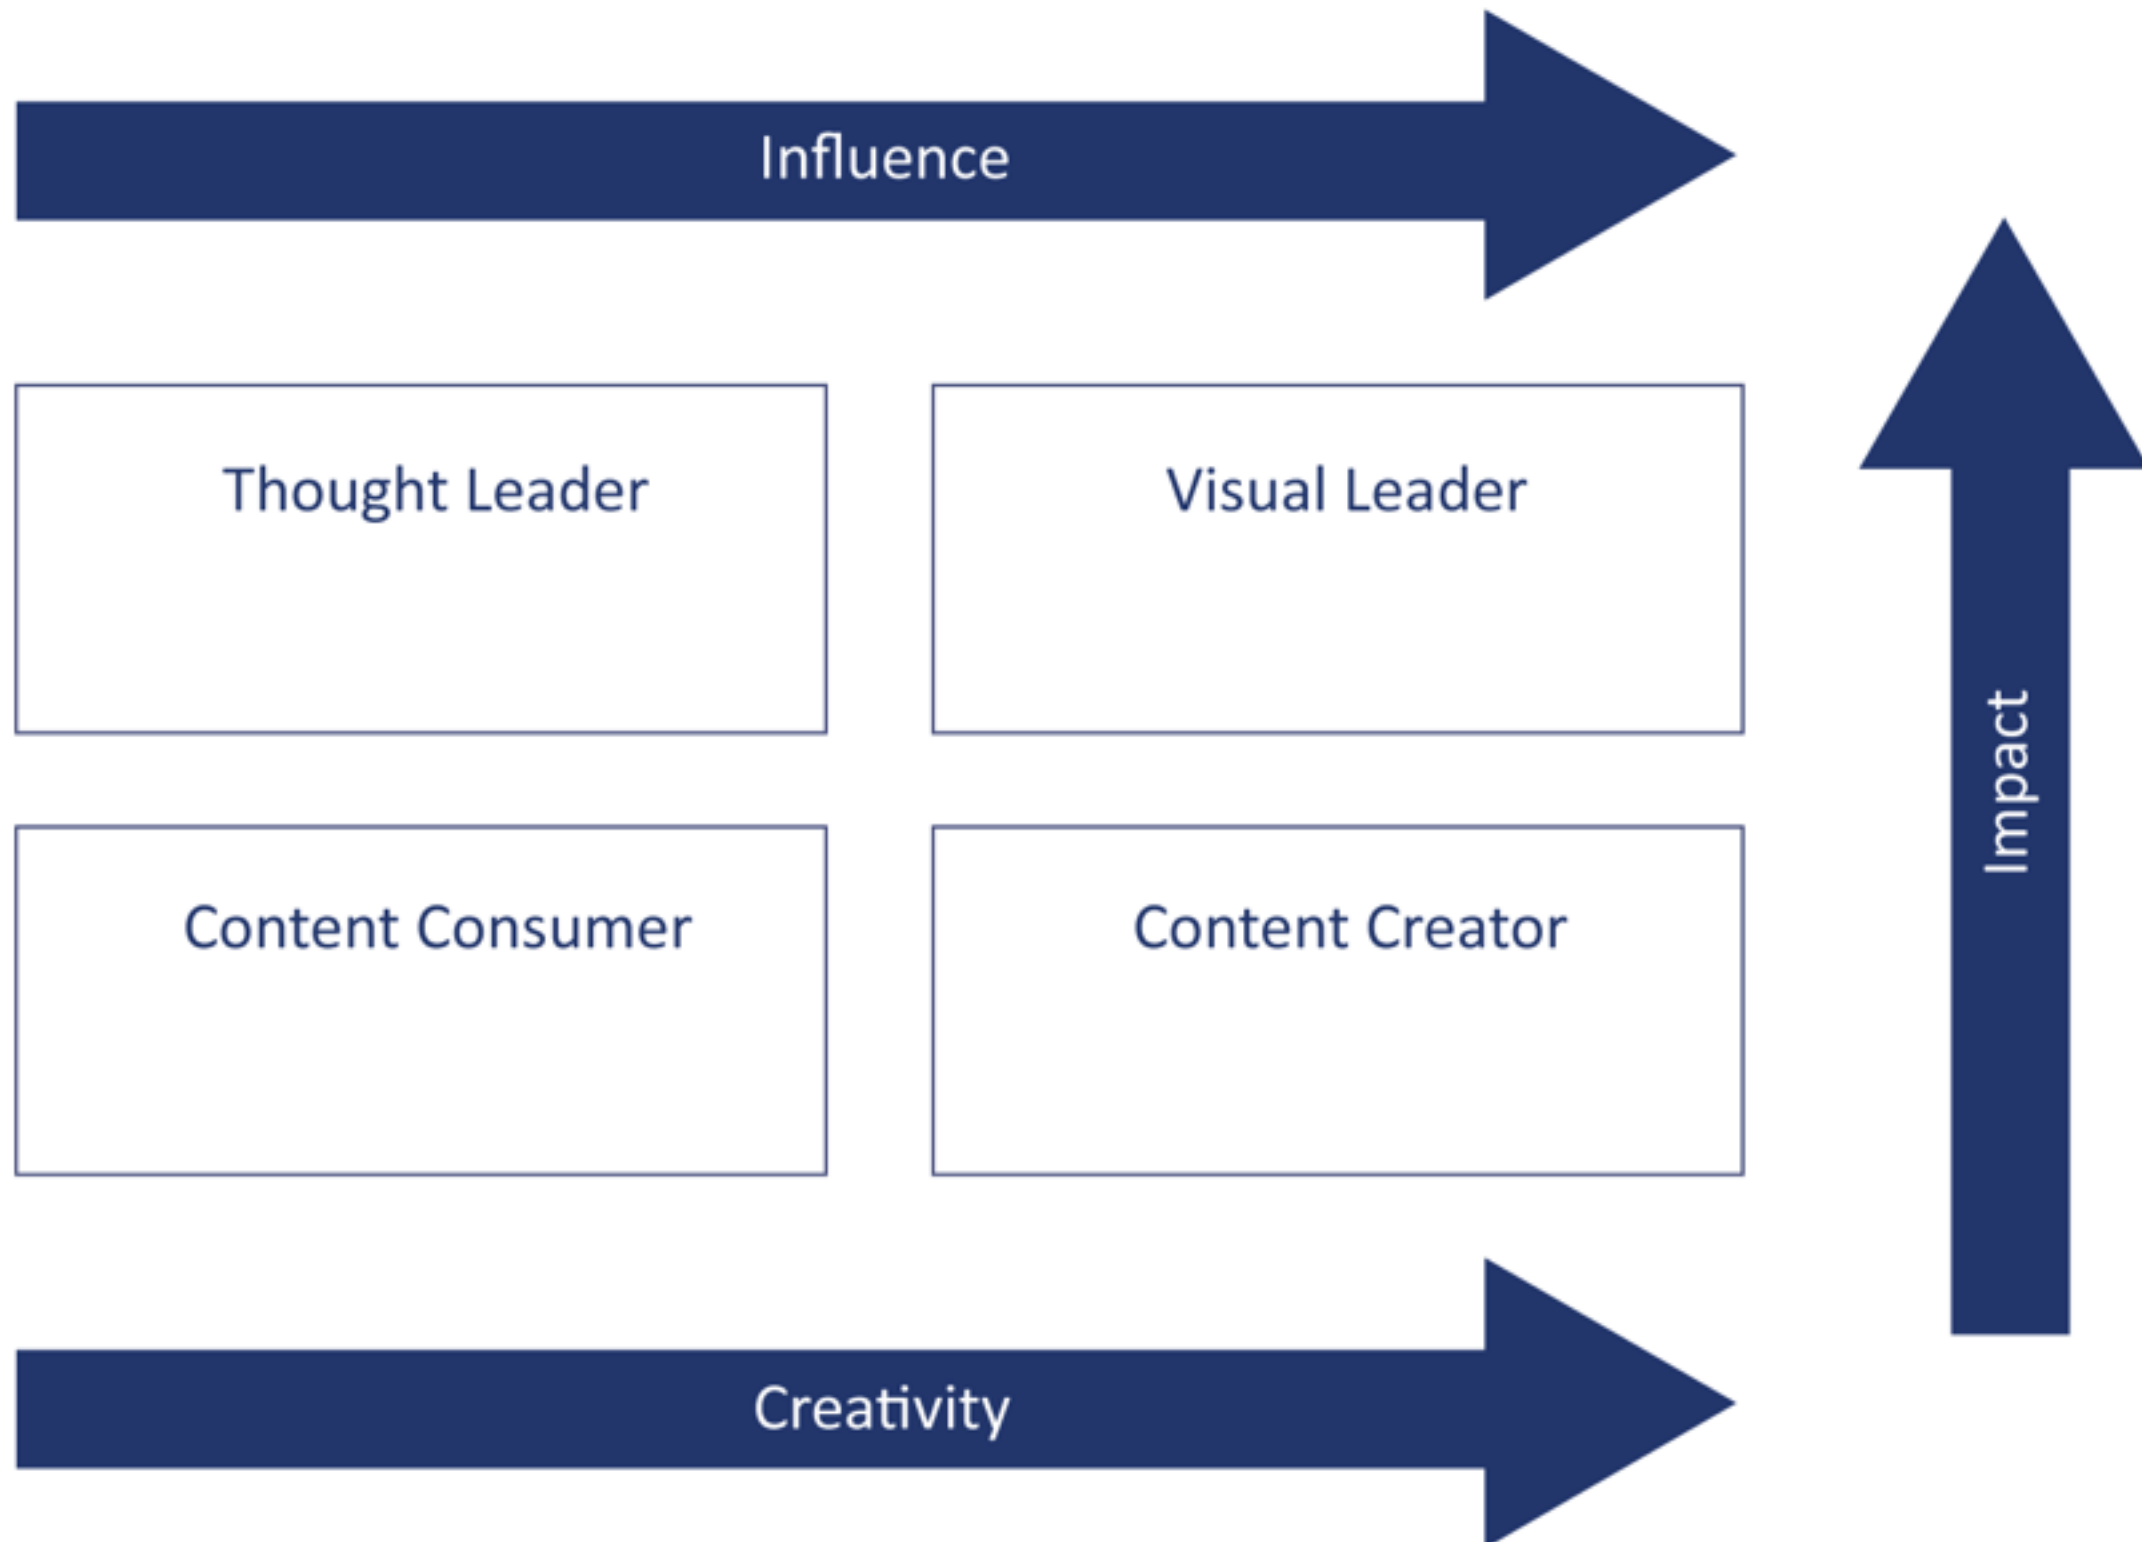 Influence
Thought Leader
Visual Leader
Impact
Content Consumer
Content Creator
Creativity